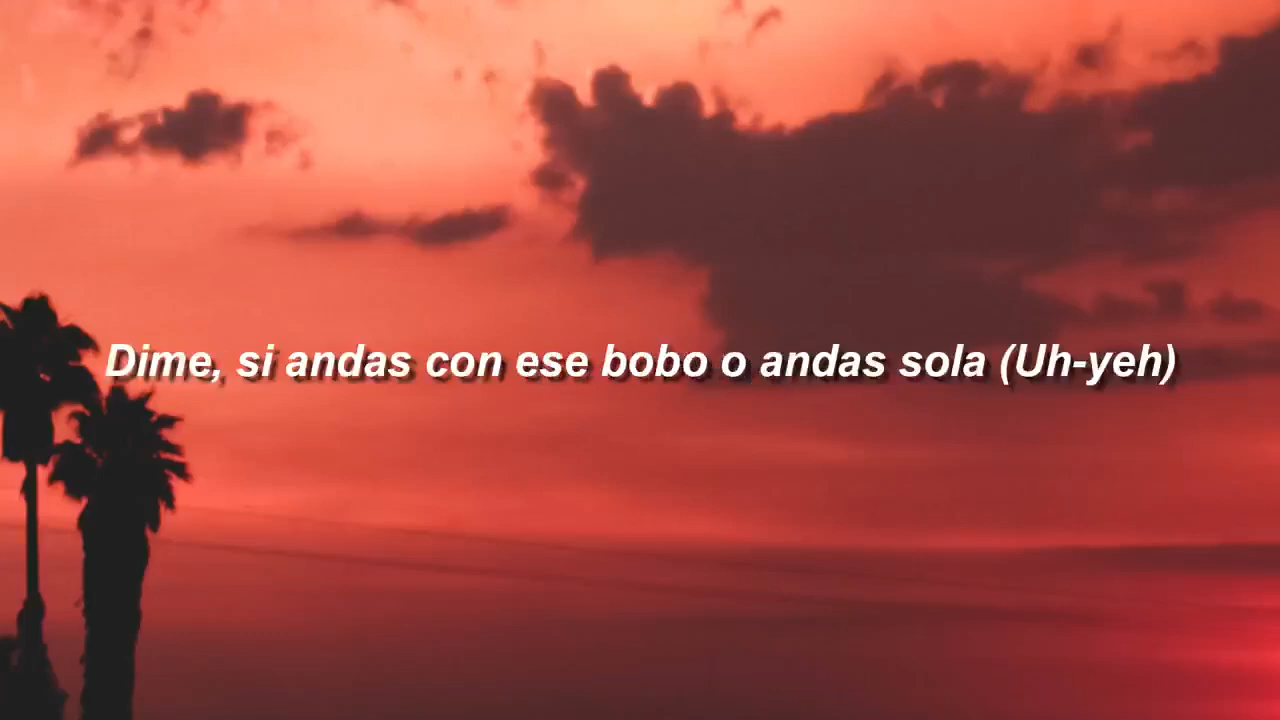 Dime, si andas con ese bobo o andas sola (Uh-yeh)